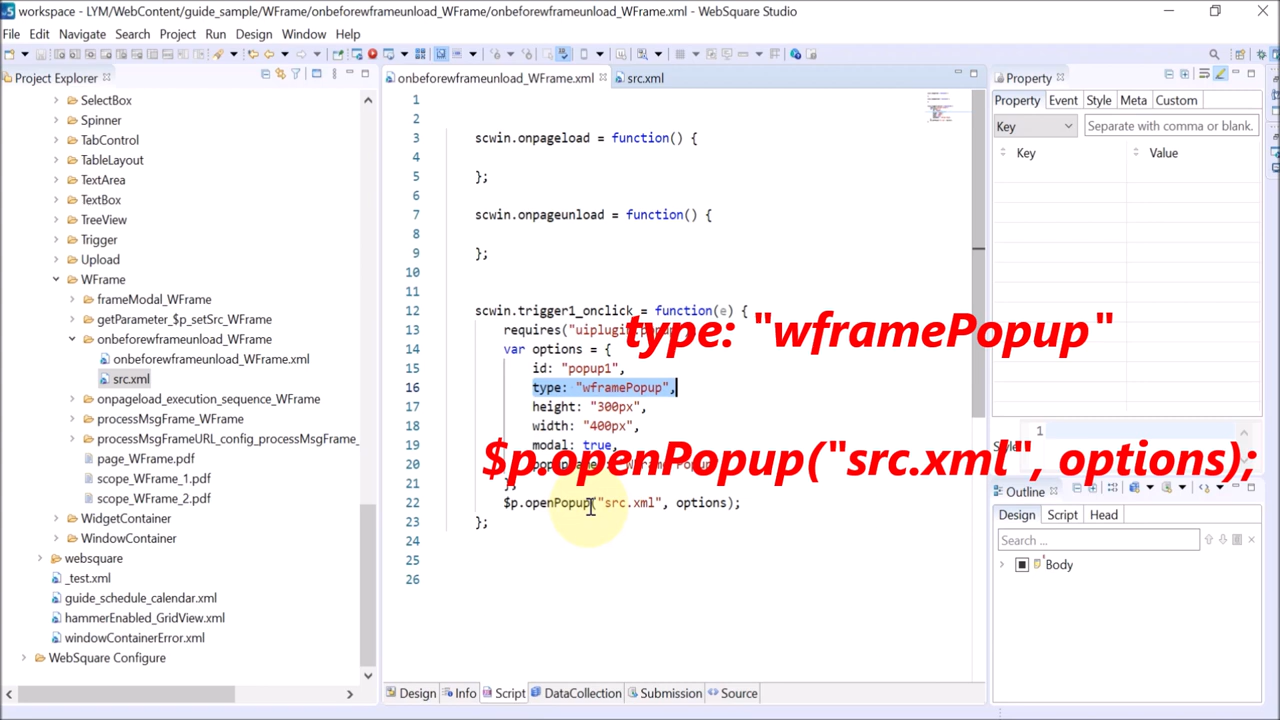 workspace - LYM/WebContent/guide_sample/WFrame/onbeforewframeunload_WFrame/onbeforewframeunload_WFrame.xml - WebSquare Studio
File Edit Navigate Search Project Run Design Window Help
Project Explorer
SelectBox
Spinner
TabControl
TableLayout
TextArea
TextBox
TreeView
Trigger
Upload
WFrame
frameModal_WFrame
getParameter_$p_setSrc_WFrame
onbeforewframeunload_WFrame
onbeforewframeunload_WFrame.xml
src.xml
onpageload_execution_sequence_WFrame
processMsgFrame_WFrame
processMsgFrameURL_config_processMsgFrame_
page_WFrame.pdf
scope_WFrame_1.pdf
scope_WFrame_2.pdf
WidgetContainer
WindowContainer
websquare
_test.xml
guide_schedule_calendar.xml
hammerEnabled_GridView.xml
windowContainerError.xml
WebSquare Configure
onbeforewframeunload_WFrame.xml src.xml
1
2
3 scwin.onpageload = function() {
4
5 };
6
7 scwin.onpageunload = function() {
8
9 };
10
11
12 scwin.trigger1_onclick = function(e) {
13 requires("uiplugin.popup
14 var options = {
15 id: "popup1",
16 type: "wframePopup",
17 height: "300px",
18 width: "400px",
19 modal: true,
20
21 };
22 $p.openPopup("src.xml", options);
23 };
24
25
26
type: "wframePopup"
$p.openPopup("src.xml", options);
Design Info Script DataCollection Submission Source
Property
Property Event Style Meta Custom
Key Separate with comma or blank.
Key Value
Style 1
Outline
Design Script Head
Search ...
Body